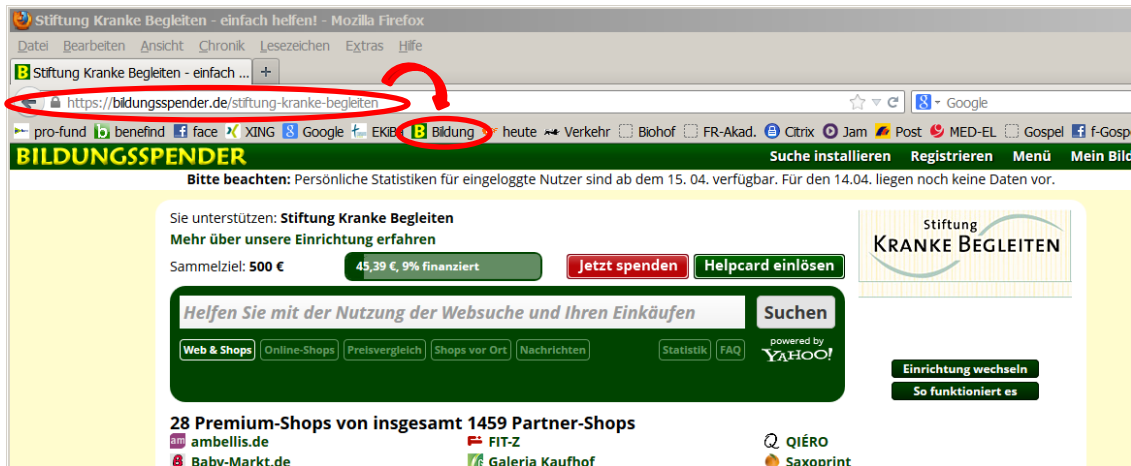 Stiftung Kranke Begleiten - einfach helfen! - Mozilla Firefox
Datei Bearbeiten Ansicht Chronik Lesezeichen Extras Hilfe
B Stiftung Kranke Begleiten - einfach ... +
https://bildungsspender.de/stiftung-kranke-begleiten 8 Google
pro-fund b benefind face XING 8 Google EKiBa B Bildung heute Verkehr Biohof FR-Akad. Citrix Jam Post MED-EL Gospel f-Gosp
BILDUNGSSPENDER Suche installieren Registrieren Menü Mein Bild
Bitte beachten: Persönliche Statistiken für eingeloggte Nutzer sind ab dem 15. 04. verfügbar. Für den 14.04. liegen noch keine Daten vor.
Sie unterstützen: Stiftung Kranke Begleiten
Mehr über unsere Einrichtung erfahren
Sammelziel: 500 € 45,39 €, 9% finanziert Jetzt spenden Helpcard einlösen
Stiftung
KRANKE BEGLEITEN
Helfen Sie mit der Nutzung der Websuche und Ihren Einkäufen Suchen
Web & Shops Online-Shops Preisvergleich Shops vor Ort Nachrichten Statistik FAQ
powered by
YAHOO!
Einrichtung wechseln
So funktioniert es
28 Premium-Shops von insgesamt 1459 Partner-Shops
am ambellis.de FIT-Z QIÉRO
Baby-Markt.de Galeria Kaufhof Saxoprint